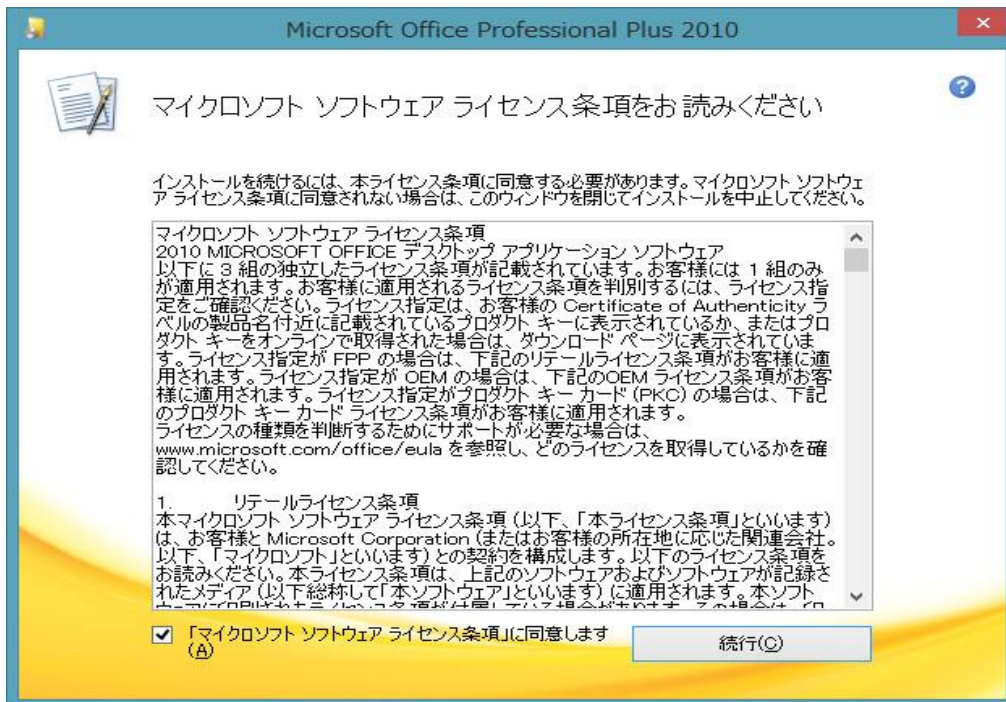 Microsoft Office Professional Plus 2010
マイクロソフト ソフトウェア ライセンス条項をお読みください
インストールを続けるには、本ライセンス条項に同意する必要があります。マイクロソフト ソフトウェ
ア ライセンス条項に同意されない場合は、このウィンドウを閉じてインストールを中止してください。
マイクロソフト ソフトウェア ライセンス条項
2010 MICROSOFT OFFICE デスクトップ アプリケーション ソフトウェア
以下に 3 組の独立したライセンス条項が記載されています。お客様には 1 組のみ
が適用されます。お客様に適用されるライセンス条項を判別するには、ライセンス指
定をご確認ください。ライセンス指定は、お客様の Certificate of Authenticity ラ
ベルの製品名付近に記載されているプロダクト キーに表示されているか、またはプロ
ダクト キーをオンラインで取得された場合は、ダウンロード ページに表示されていま
す。ライセンス指定が FPP の場合は、下記のリテールライセンス条項がお客様に適
用されます。ライセンス指定が OEM の場合は、下記のOEM ライセンス条項がお客
様に適用されます。ライセンス指定がプロダクト キー カード (PKC) の場合は、下記
のプロダクト キー カード ライセンス条項がお客様に適用されます。
ライセンスの種類を判断するためにサポートが必要な場合は、
www.microsoft.com/office/eula を参照し、どのライセンスを取得しているかを確
認してください。
1. リテールライセンス条項
本マイクロソフト ソフトウェア ライセンス条項 (以下、「本ライセンス条項」といいます)
は、お客様と Microsoft Corporation (またはお客様の所在地に応じた関連会社。
以下、「マイクロソフト」といいます) との契約を構成します。以下のライセンス条項を
お読みください。本ライセンス条項は、上記のソフトウェアおよびソフトウェアが記録さ
れたメディア (以下総称して「本ソフトウェア」といいます) に適用されます。本ソフト
「マイクロソフト ソフトウェア ライセンス条項」に同意します
(A)
続行(C)